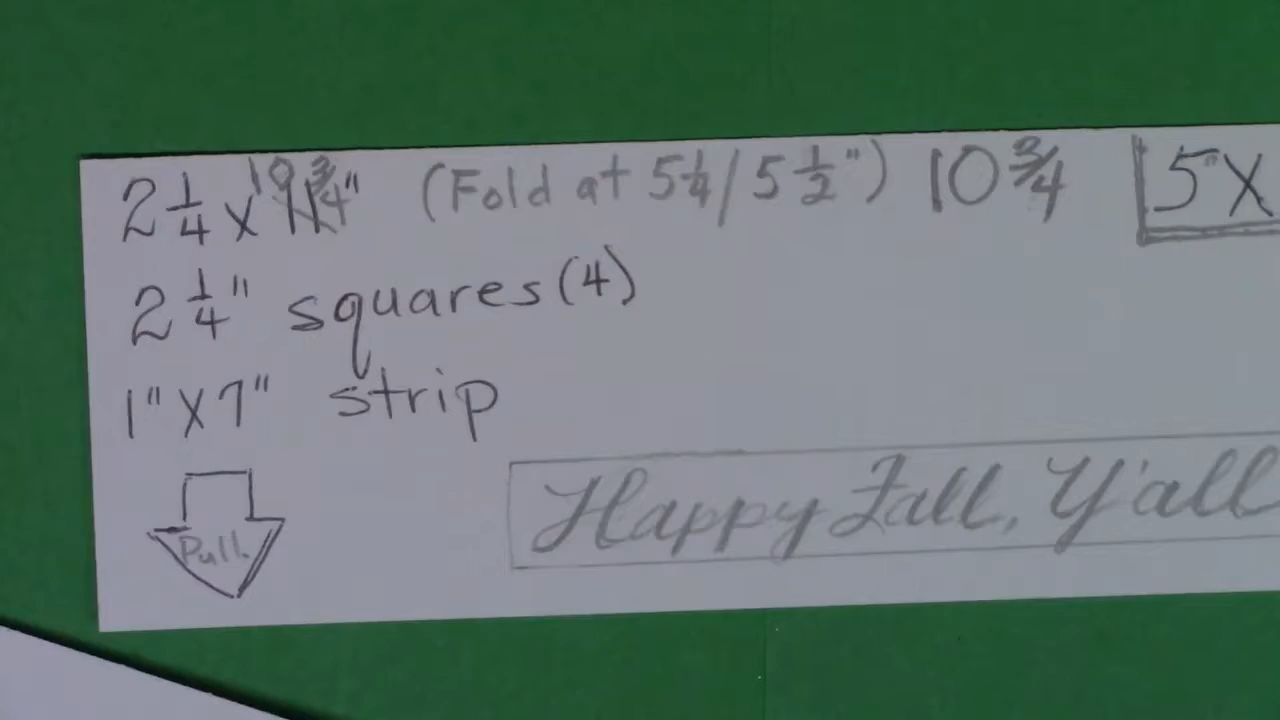 2 1/4 x 10 3/4" (Fold at 5 1/4 / 5 1/2") 10 3/4 5" X
2 1/4" squares (4)
1" X 7" strip
Happy Fall, Y'all
Pull